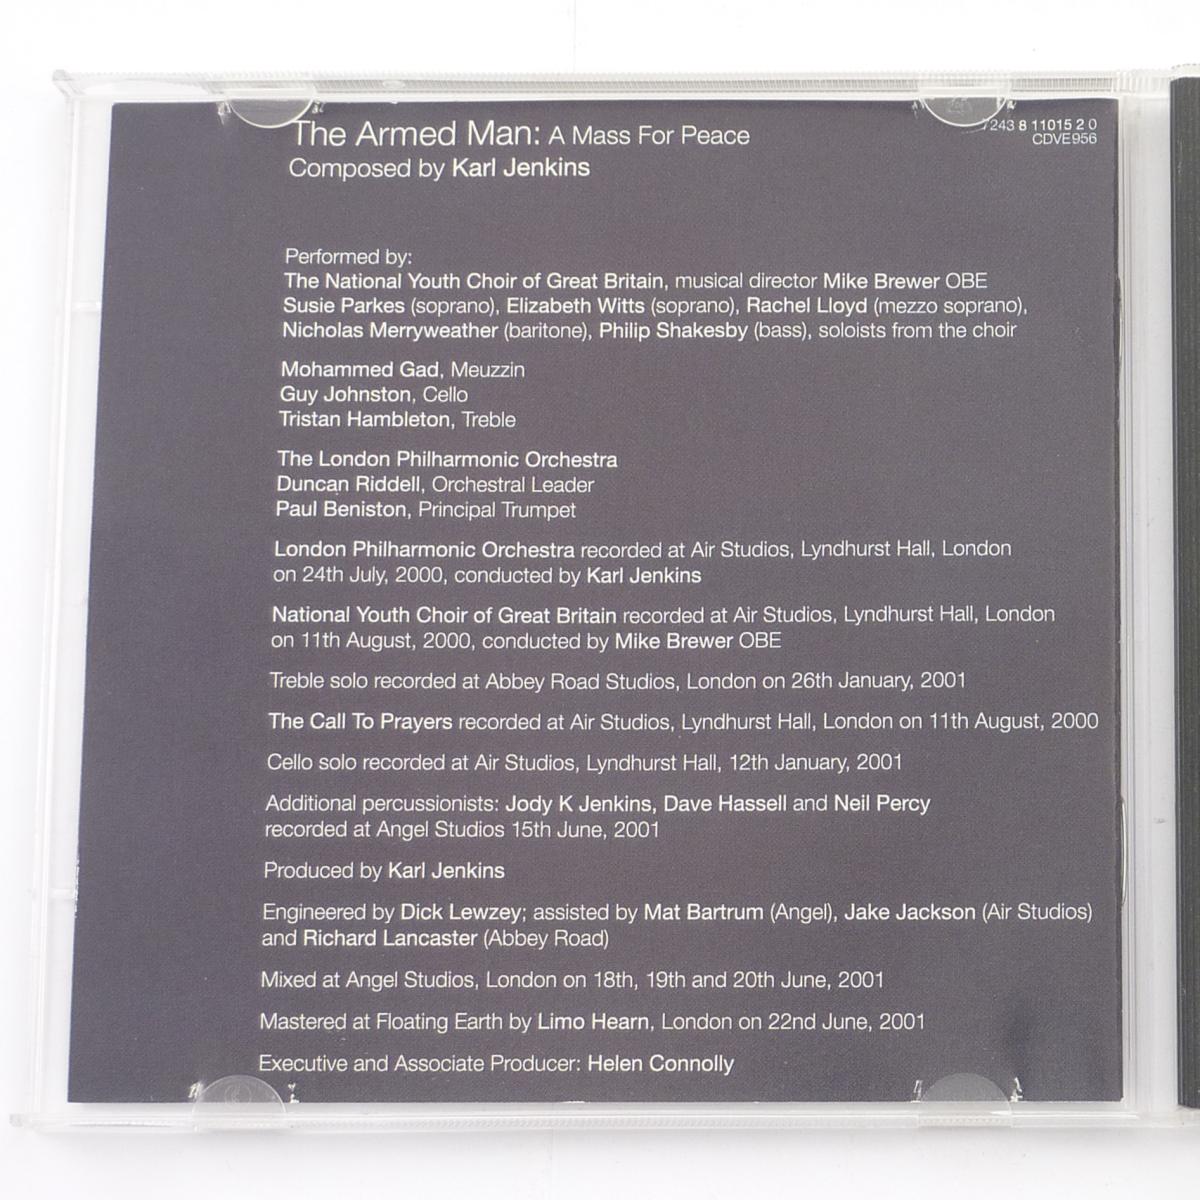 The Armed Man: A Mass For Peace
Composed by Karl Jenkins
7243 8 11015 2 0
CDVE956
Performed by:
The National Youth Choir of Great Britain, musical director Mike Brewer OBE
Susie Parkes (soprano), Elizabeth Witts (soprano), Rachel Lloyd (mezzo soprano),
Nicholas Merryweather (baritone), Philip Shakesby (bass), soloists from the choir
Mohammed Gad, Meuzzin
Guy Johnston, Cello
Tristan Hambleton, Treble
The London Philharmonic Orchestra
Duncan Riddell, Orchestral Leader
Paul Beniston, Principal Trumpet
London Philharmonic Orchestra recorded at Air Studios, Lyndhurst Hall, London
on 24th July, 2000, conducted by Karl Jenkins
National Youth Choir of Great Britain recorded at Air Studios, Lyndhurst Hall, London
on 11th August, 2000, conducted by Mike Brewer OBE
Treble solo recorded at Abbey Road Studios, London on 26th January, 2001
The Call To Prayers recorded at Air Studios, Lyndhurst Hall, London on 11th August, 2000
Cello solo recorded at Air Studios, Lyndhurst Hall, 12th January, 2001
Additional percussionists: Jody K Jenkins, Dave Hassell and Neil Percy
recorded at Angel Studios 15th June, 2001
Produced by Karl Jenkins
Engineered by Dick Lewzey; assisted by Mat Bartrum (Angel), Jake Jackson (Air Studios)
and Richard Lancaster (Abbey Road)
Mixed at Angel Studios, London on 18th, 19th and 20th June, 2001
Mastered at Floating Earth by Limo Hearn, London on 22nd June, 2001
Executive and Associate Producer: Helen Connolly